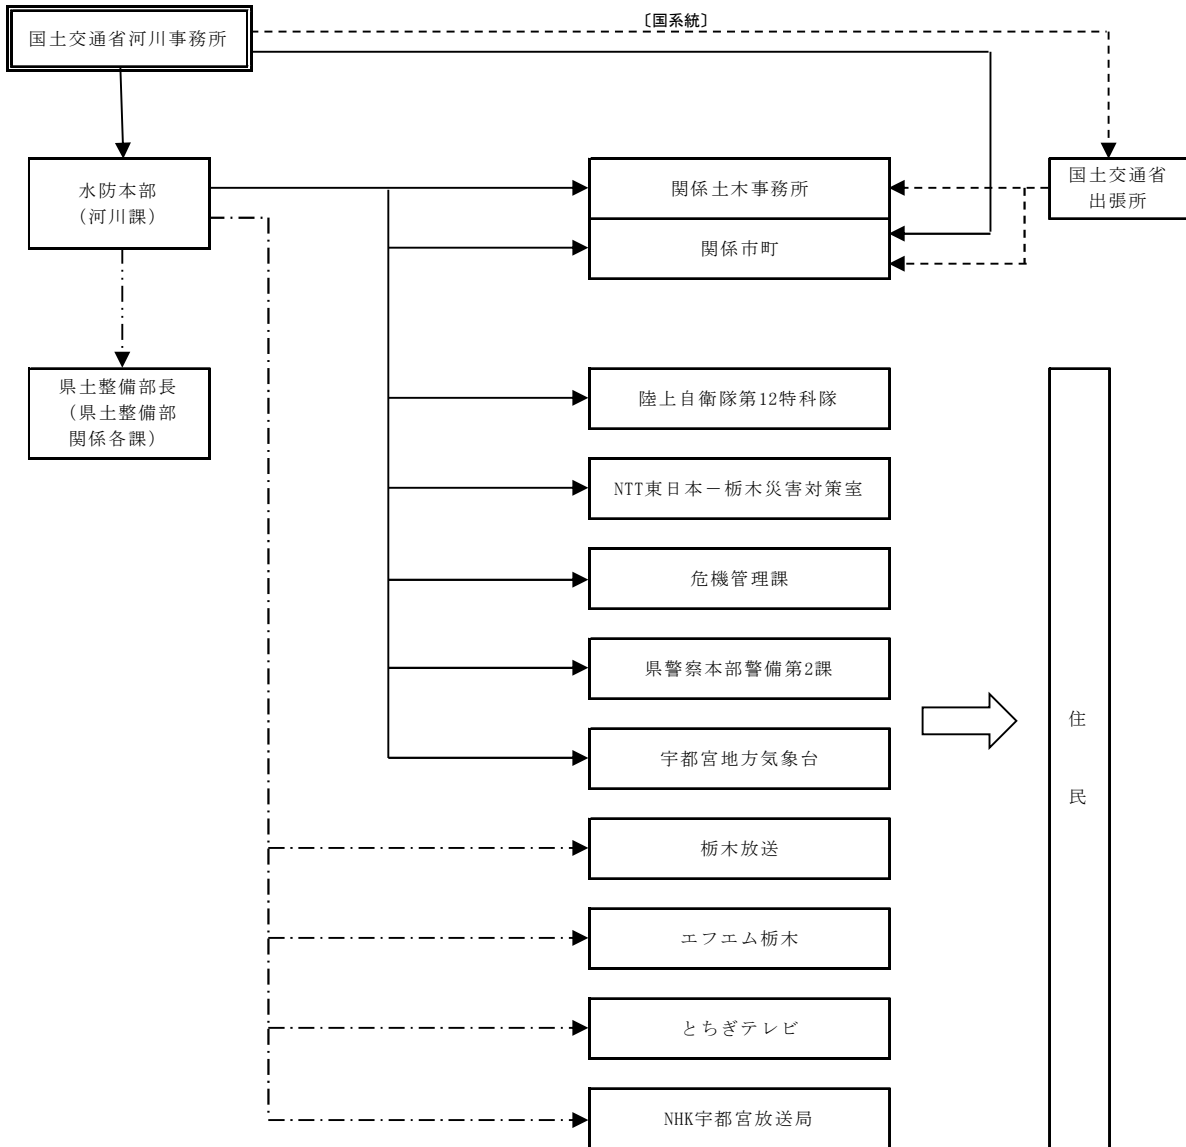 〔国系統〕
国土交通省河川事務所
水防本部
（河川課）
関係土木事務所
国土交通省
出張所
関係市町
県土整備部長
（県土整備部
関係各課）
陸上自衛隊第12特科隊
NTT東日本－栃木災害対策室
危機管理課
県警察本部警備第2課
宇都宮地方気象台
住
民
栃木放送
エフエム栃木
とちぎテレビ
NHK宇都宮放送局